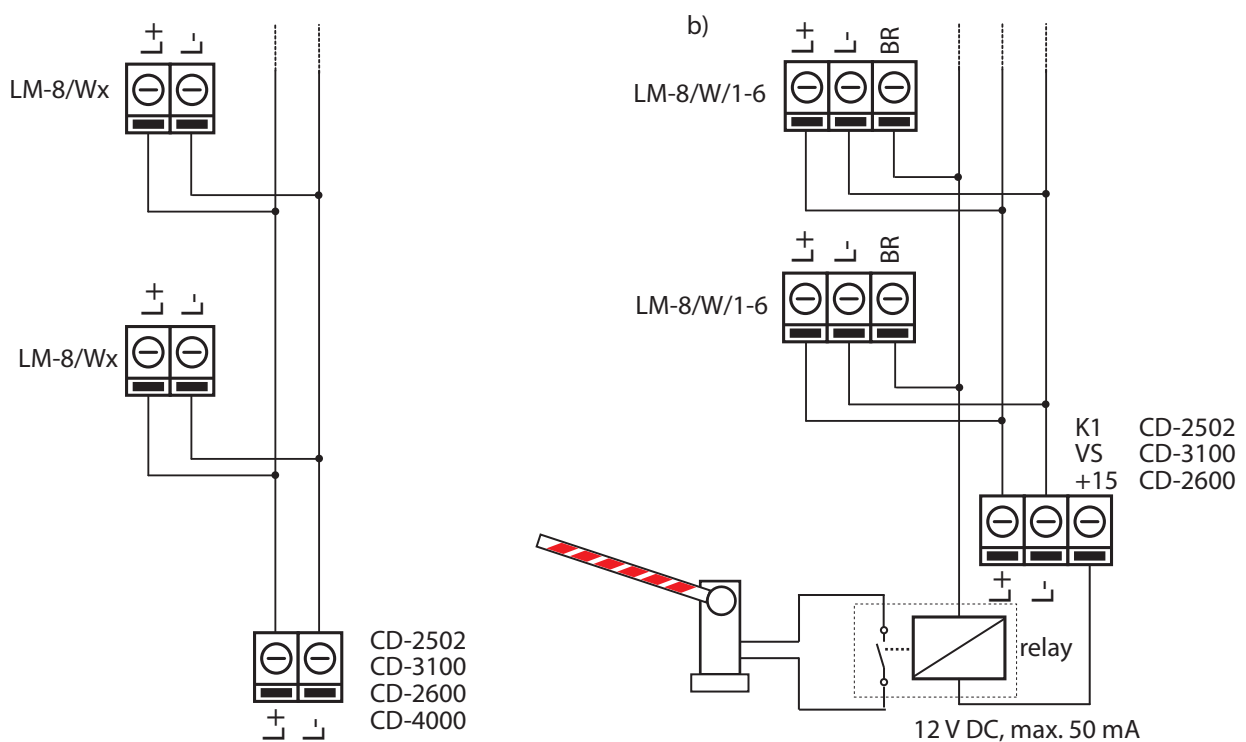 L+ L-
LM-8/Wx
L+ L-
LM-8/Wx
CD-2502
CD-3100
CD-2600
CD-4000
L+ L-
b)
L+ L- BR
LM-8/W/1-6
L+ L- BR
LM-8/W/1-6
K1 CD-2502
VS CD-3100
+15 CD-2600
L+ L-
relay
12 V DC, max. 50 mA